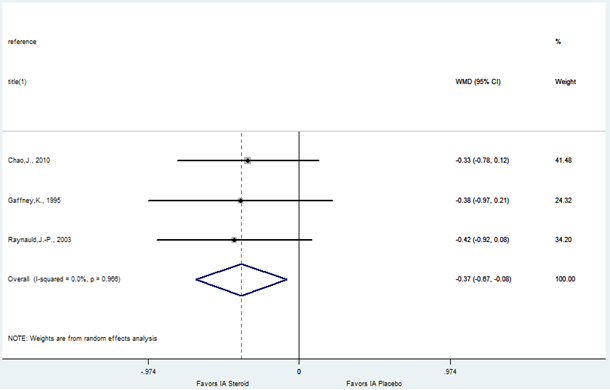 reference %
title(1) WMD (95% CI) Weight
Chao,J., 2010 -0.33 (-0.78, 0.12) 41.48
Gaffney,K., 1995 -0.38 (-0.97, 0.21) 24.32
Raynauld,J.-P., 2003 -0.42 (-0.92, 0.08) 34.20
Overall (I-squared = 0.0%, p = 0.966) -0.37 (-0.67, -0.08) 100.00
NOTE: Weights are from random effects analysis
-.974 0 .974
Favors IA Steroid Favors IA Placebo